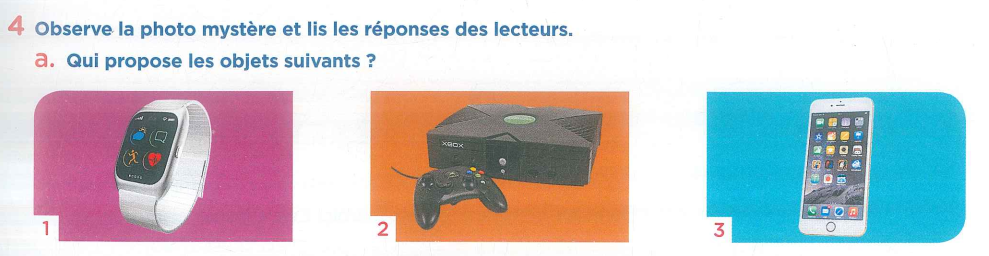 4 Observe la photo mystère et lis les réponses des lecteurs.
a. Qui propose les objets suivants ?
XBOX
1
2
3